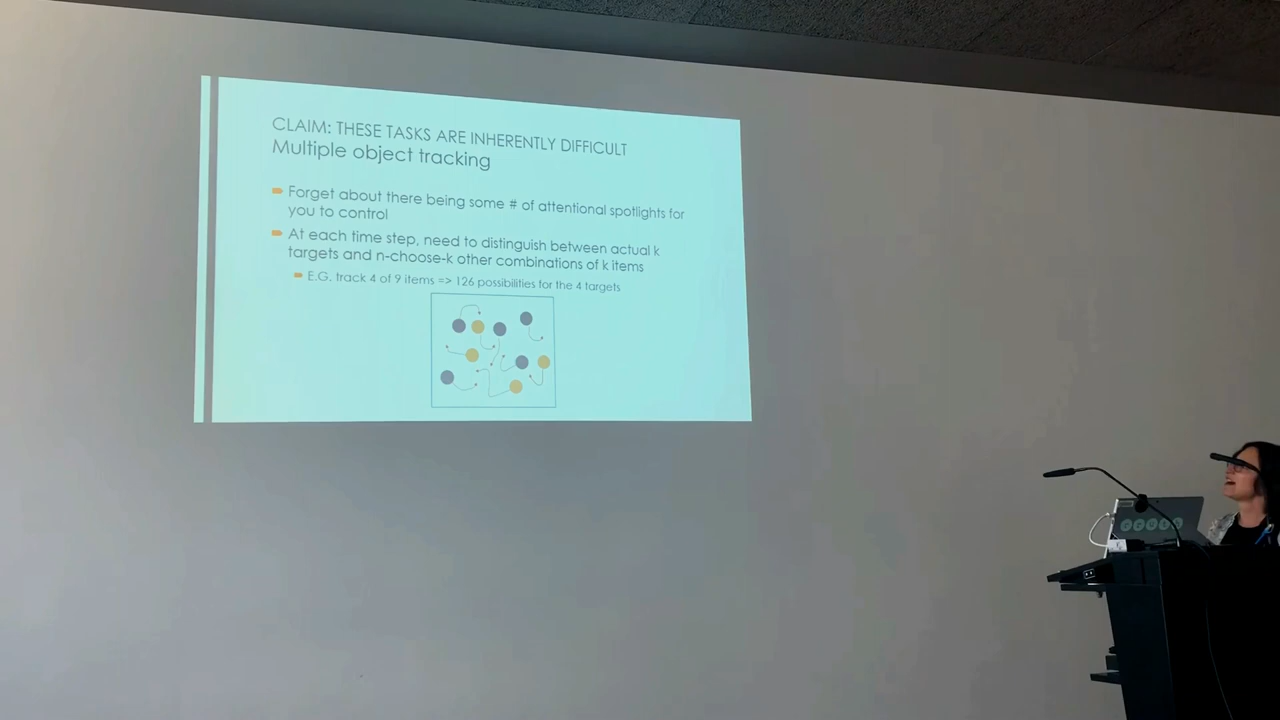 CLAIM: THESE TASKS ARE INHERENTLY DIFFICULT
Multiple object tracking
Forget about there being some # of attentional spotlights for
you to control
At each time step, need to distinguish between actual k
targets and n-choose-k other combinations of k items
E.G. track 4 of 9 items => 126 possibilities for the 4 targets